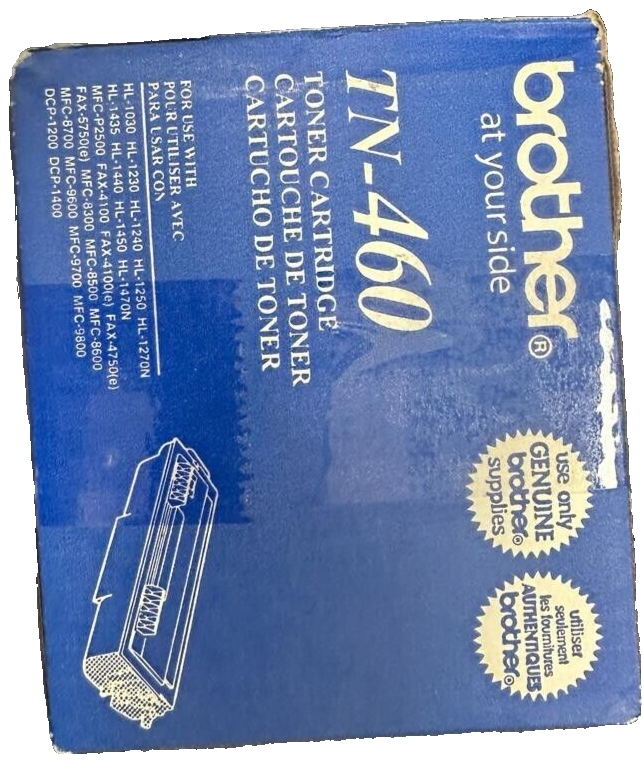 brother®
at your side
TN-460
TONER CARTRIDGE
CARTOUCHE DE TONER
CARTUCHO DE TONER
FOR USE WITH
POUR UTILISER AVEC
PARA USAR CON
HL-1030 HL-1230 HL-1240 HL-1250 HL-1270N
HL-1435 HL-1440 HL-1450 HL-1470N
MFC-P2500 FAX-4100 FAX-4100(e) FAX-4750(e)
FAX-5750(e) MFC-8300 MFC-8500 MFC-8600
MFC-8700 MFC-9600 MFC-9700 MFC-9800
DCP-1200 DCP-1400
use only
GENUINE
brother®
supplies
utiliser
seulement
les fournitures
AUTHENTIQUES
brother®